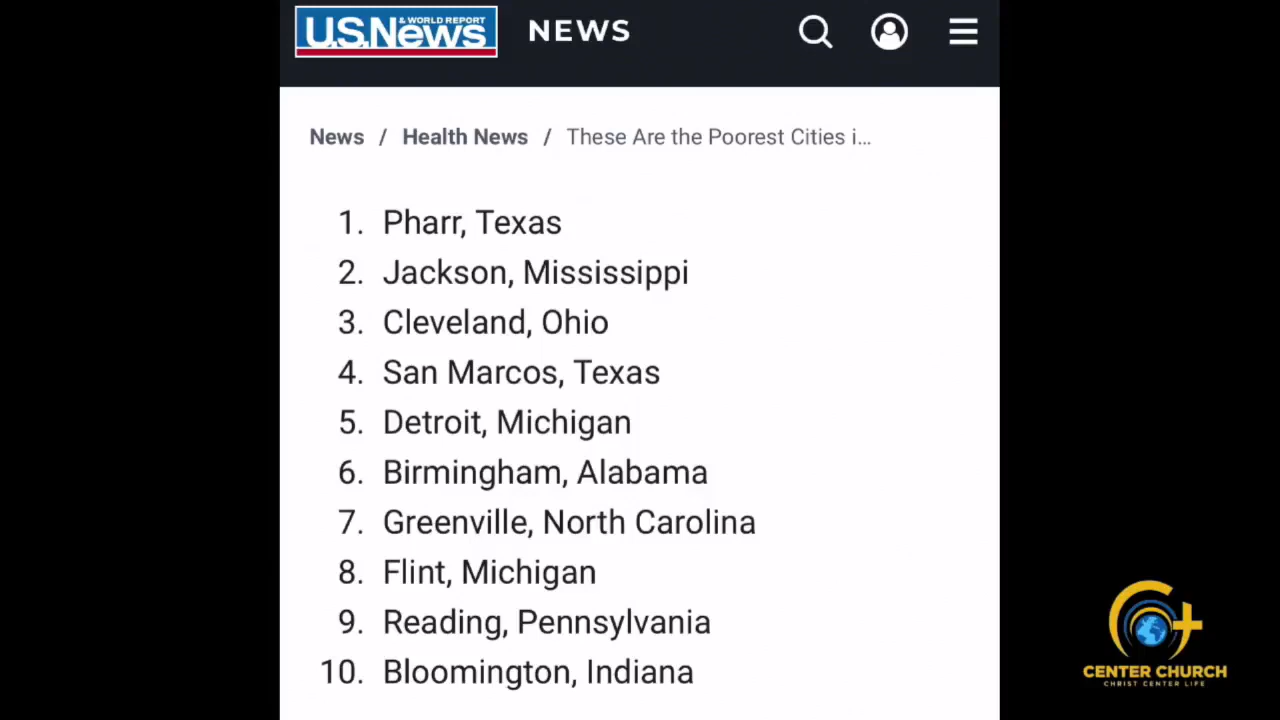 U.S.News
& WORLD REPORT
NEWS
News / Health News / These Are the Poorest Cities i...
1. Pharr, Texas
2. Jackson, Mississippi
3. Cleveland, Ohio
4. San Marcos, Texas
5. Detroit, Michigan
6. Birmingham, Alabama
7. Greenville, North Carolina
8. Flint, Michigan
9. Reading, Pennsylvania
10. Bloomington, Indiana
CENTER CHURCH
CHRIST CENTER LIFE